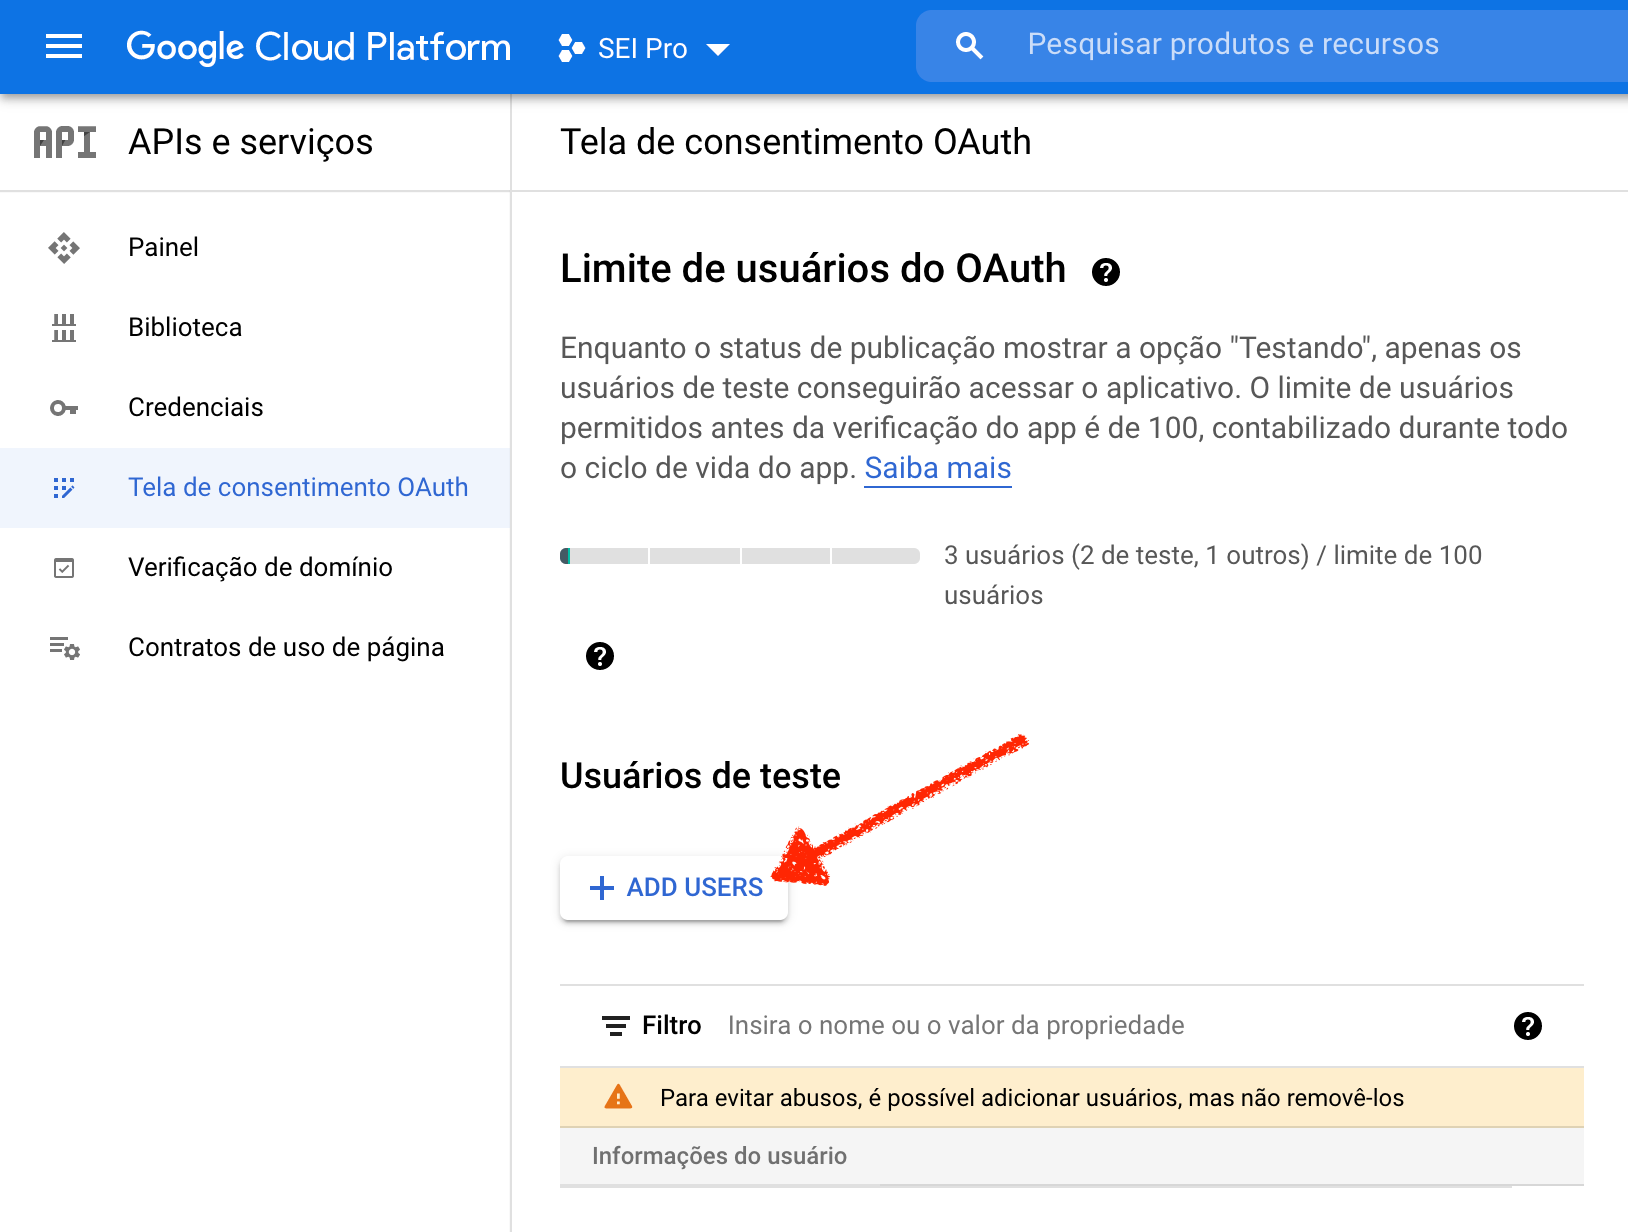 Google Cloud Platform
SEI Pro
Pesquisar produtos e recursos
API
APIs e serviços
Tela de consentimento OAuth
Painel
Biblioteca
Credenciais
Tela de consentimento OAuth
Verificação de domínio
Contratos de uso de página
Limite de usuários do OAuth
Enquanto o status de publicação mostrar a opção "Testando", apenas os
usuários de teste conseguirão acessar o aplicativo. O limite de usuários
permitidos antes da verificação do app é de 100, contabilizado durante todo
o ciclo de vida do app. Saiba mais
3 usuários (2 de teste, 1 outros) / limite de 100
usuários
Usuários de teste
ADD USERS
Filtro Insira o nome ou o valor da propriedade
Para evitar abusos, é possível adicionar usuários, mas não removê-los
Informações do usuário